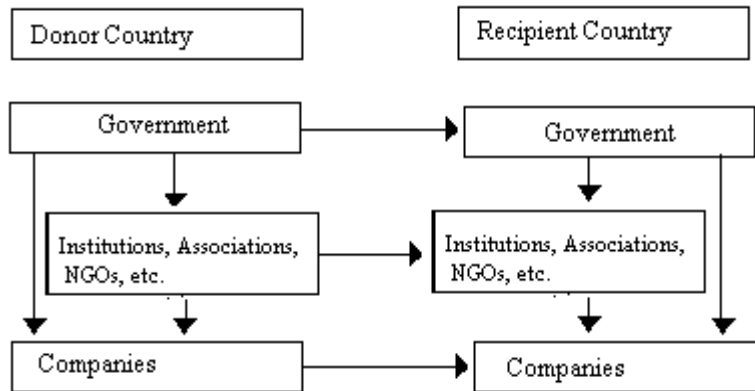 Donor Country
Recipient Country
Government
Government
Institutions, Associations,
NGOs, etc.
Institutions, Associations,
NGOs, etc.
Companies
Companies